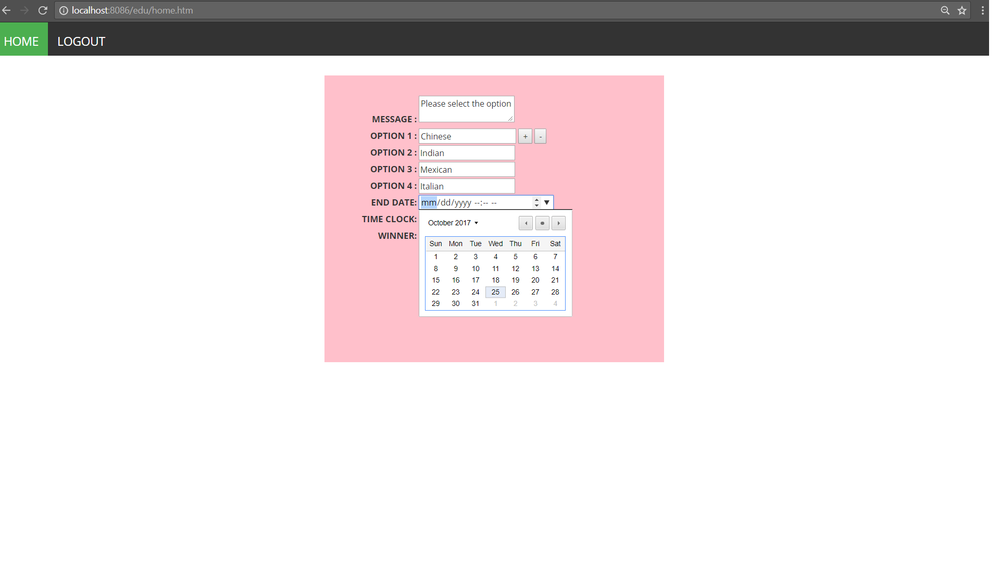 localhost:8086/edu/home.htm
HOME LOGOUT
Please select the option
MESSAGE :
OPTION 1 : Chinese + -
OPTION 2 : Indian
OPTION 3 : Mexican
OPTION 4 : Italian
END DATE: mm/dd/yyyy --:-- --
TIME CLOCK:
October 2017
WINNER:
Sun Mon Tue Wed Thu Fri Sat
1 2 3 4 5 6 7
8 9 10 11 12 13 14
15 16 17 18 19 20 21
22 23 24 25 26 27 28
29 30 31 1 2 3 4